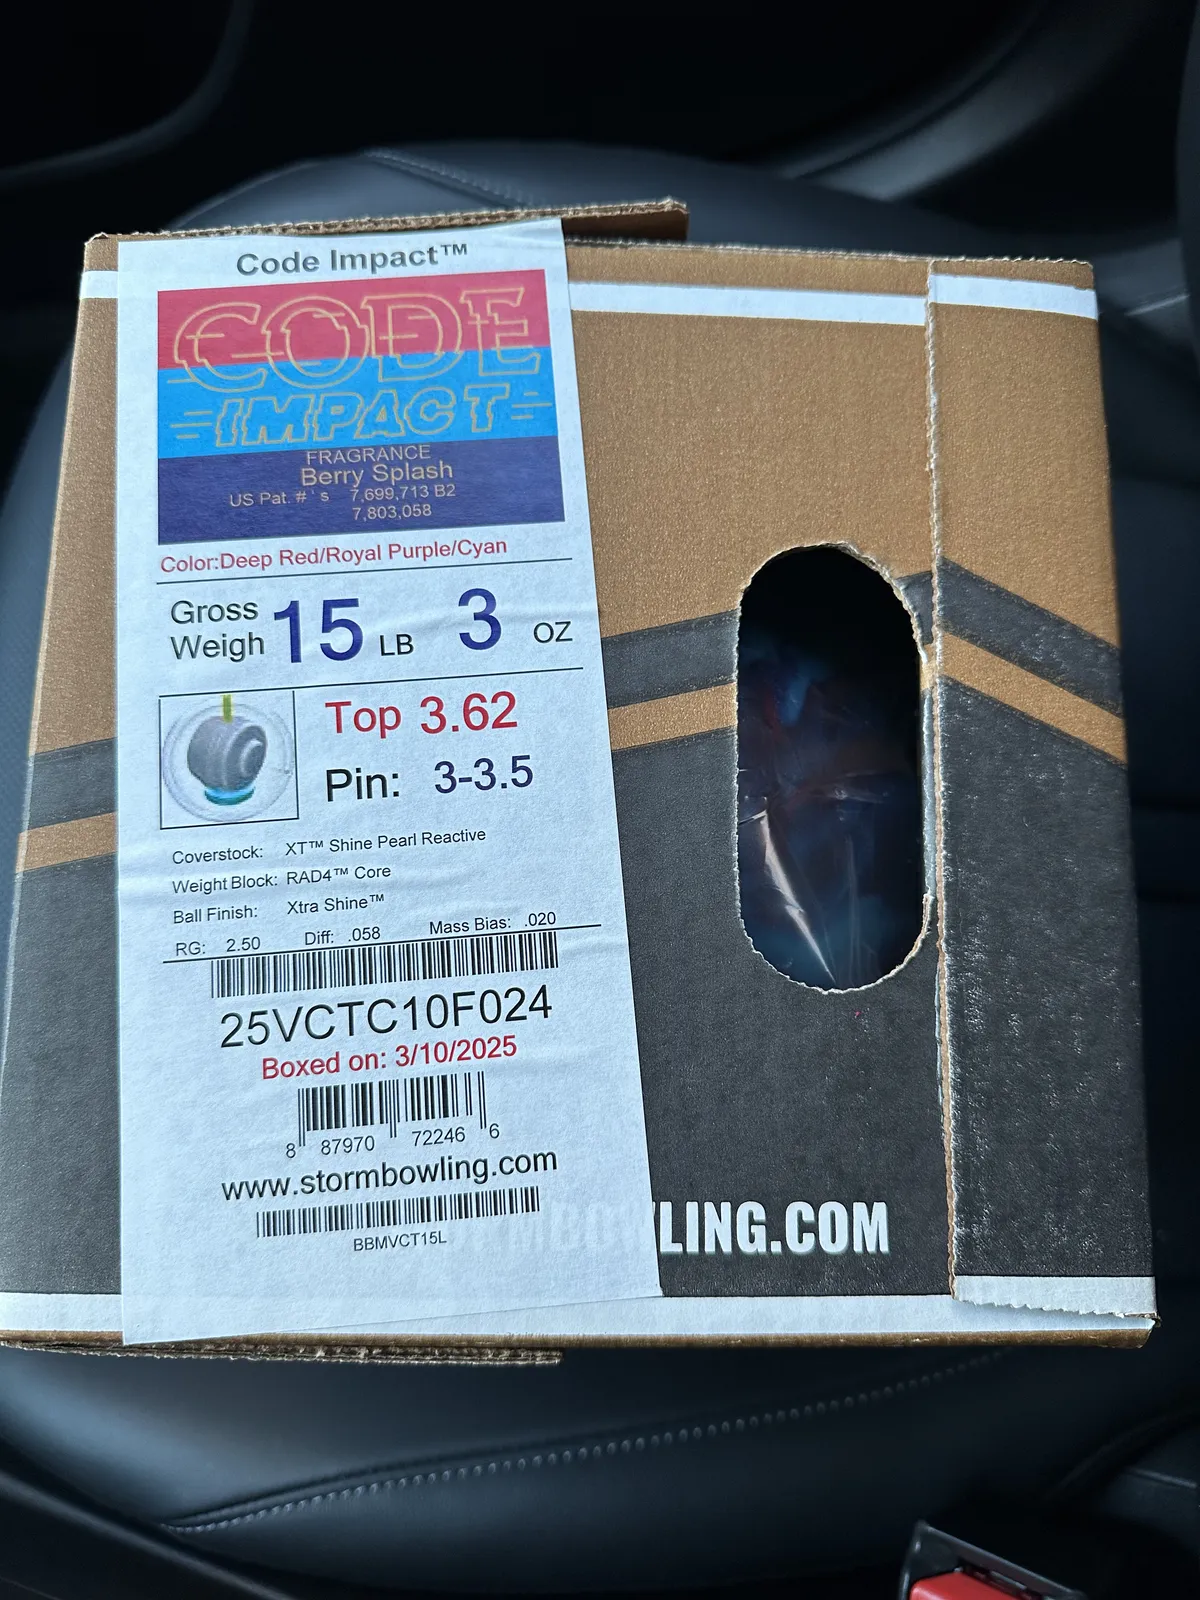 Code Impact™
CODE
IMPACT
FRAGRANCE
Berry Splash
US Pat. #'s 7,699,713 B2
7,803,058
Color:Deep Red/Royal Purple/Cyan
Gross
Weigh 15 LB 3 OZ
Top 3.62
Pin: 3-3.5
Coverstock: XT™ Shine Pearl Reactive
Weight Block: RAD4™ Core
Ball Finish: Xtra Shine™
RG: 2.50 Diff: .058 Mass Bias: .020
25VCTC10F024
Boxed on: 3/10/2025
8 87970 72246 6
www.stormbowling.com
BBMVCT15L
LING.COM